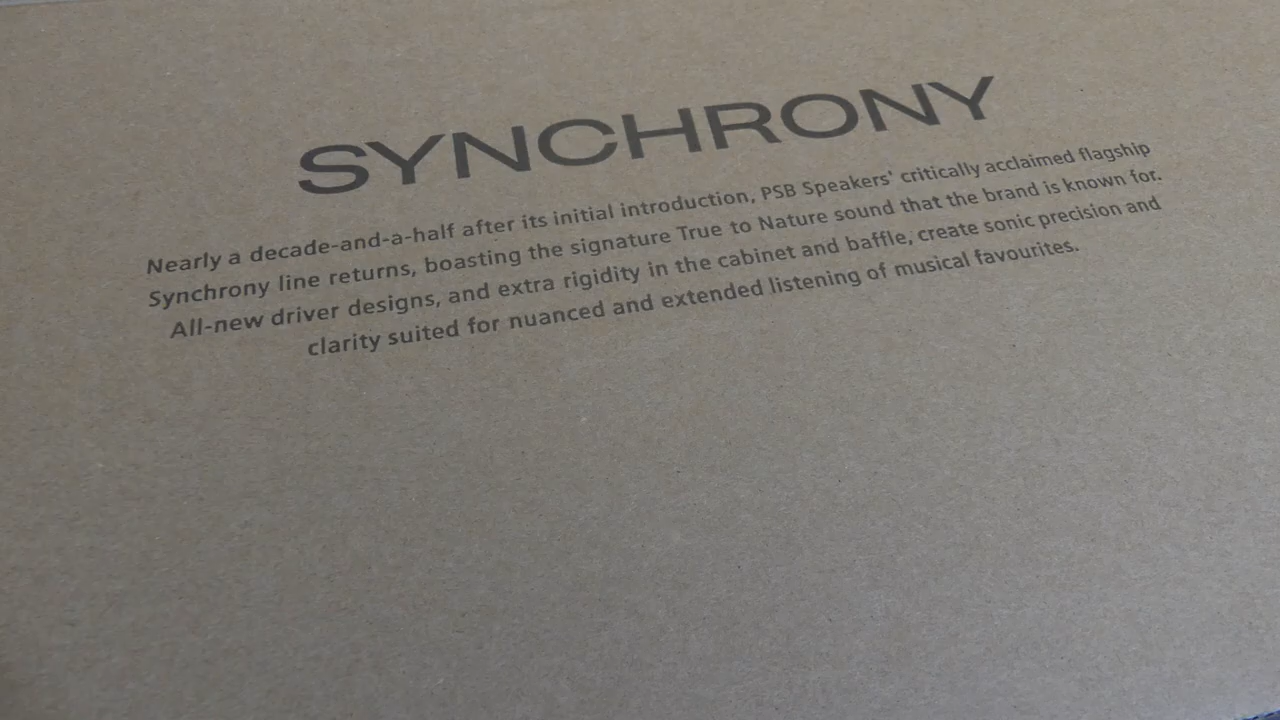 SYNCHRONY
Nearly a decade-and-a-half after its initial introduction, PSB Speakers' critically acclaimed flagship
Synchrony line returns, boasting the signature True to Nature sound that the brand is known for.
All-new driver designs, and extra rigidity in the cabinet and baffle, create sonic precision and
clarity suited for nuanced and extended listening of musical favourites.